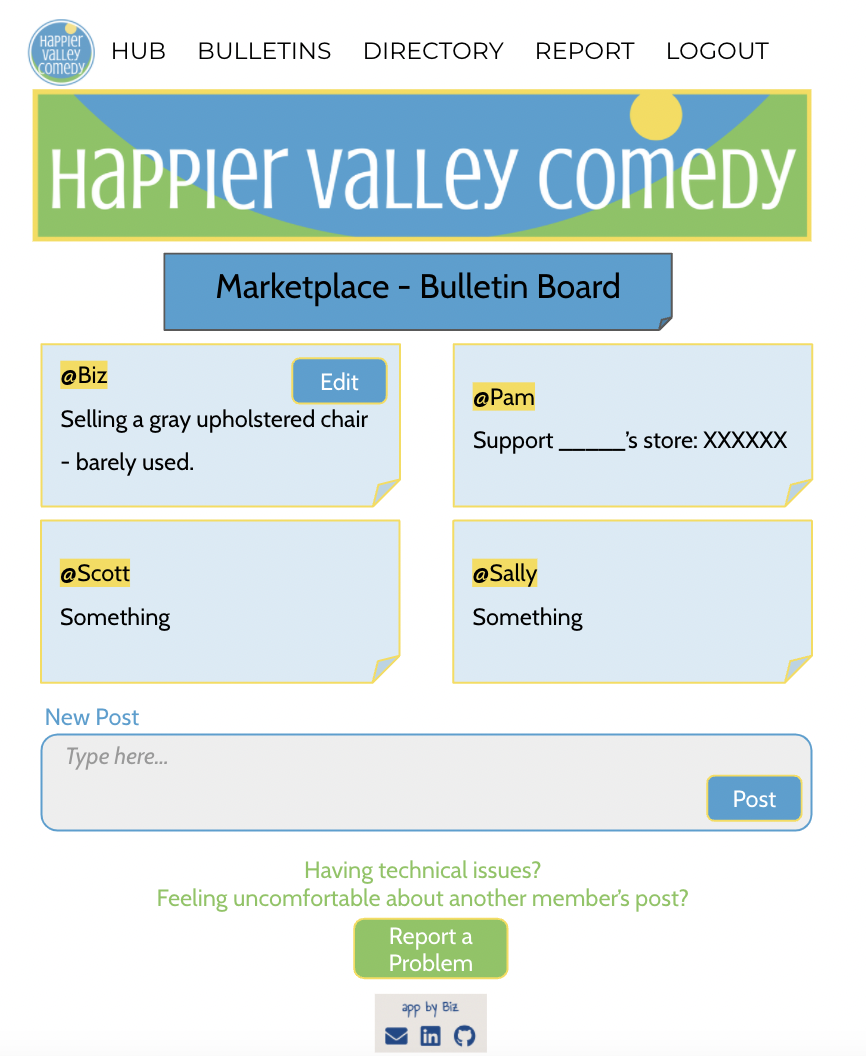 HAPPIER
VALLEY
COMEDY
HUB BULLETINS DIRECTORY REPORT LOGOUT
HAPPIER VALLEY COMEDY
Marketplace - Bulletin Board
@Biz
Edit
Selling a gray upholstered chair
- barely used.
@Pam
Support ______’s store: XXXXXX
@Scott
Something
@Sally
Something
New Post
Type here...
Post
Having technical issues?
Feeling uncomfortable about another member’s post?
Report a
Problem
app by Biz
in